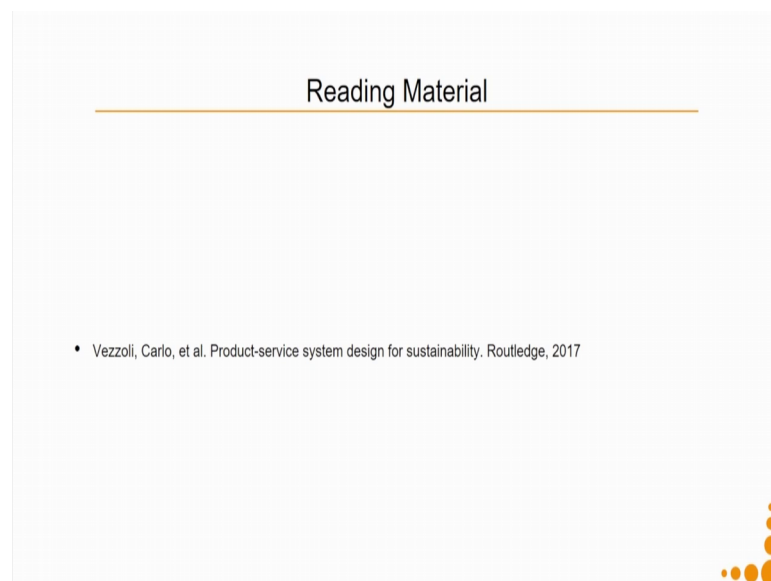 Reading Material
• Vezzoli, Carlo, et al. Product-service system design for sustainability. Routledge, 2017